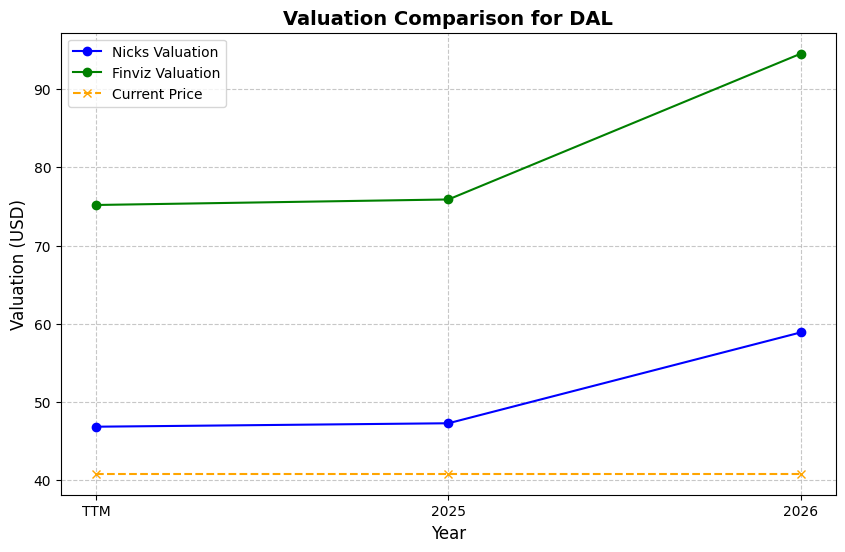 Valuation Comparison for DAL
Nicks Valuation
Finviz Valuation
Current Price
Valuation (USD)
90
80
70
60
50
40
TTM
2025
2026
Year